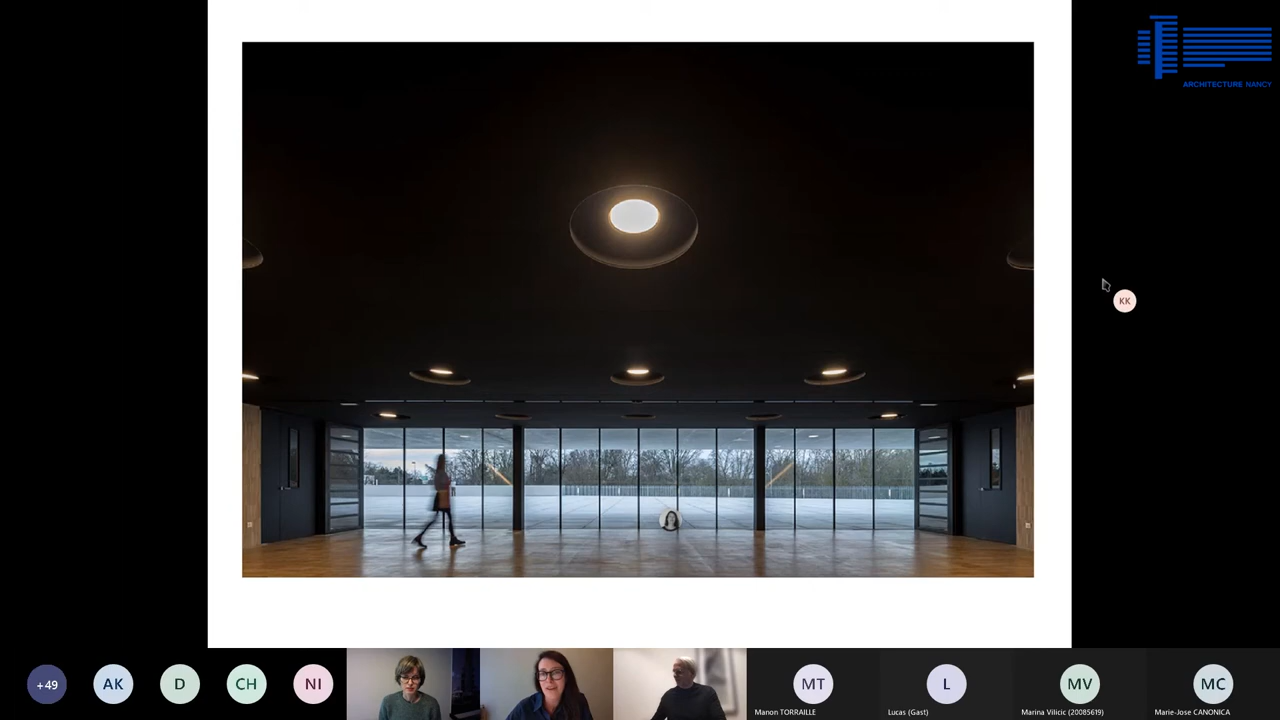 ARCHITECTURE NANCY
KK
+49
AK
D
CH
NI
MT
L
MV
MC
Manon TORRAILLE
Lucas (Gast)
Marina Vilicic (20085619)
Marie-Jose CANONICA